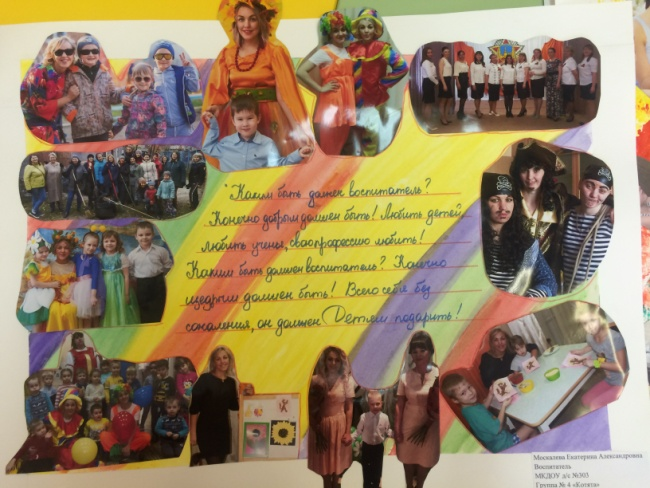 "Каким быть должен воспитатель?
Конечно добрым должен быть! Любить детей,
любить учить, свою профессию любить!
Каким быть должен воспитатель? Конечно
щедрым должен быть! Всего себя без
сожаления, он должен Детям подарить!
Москалева Екатерина Александровна
Воспитатель
МКДОУ д/с №303
Группа № 4 «Котята»